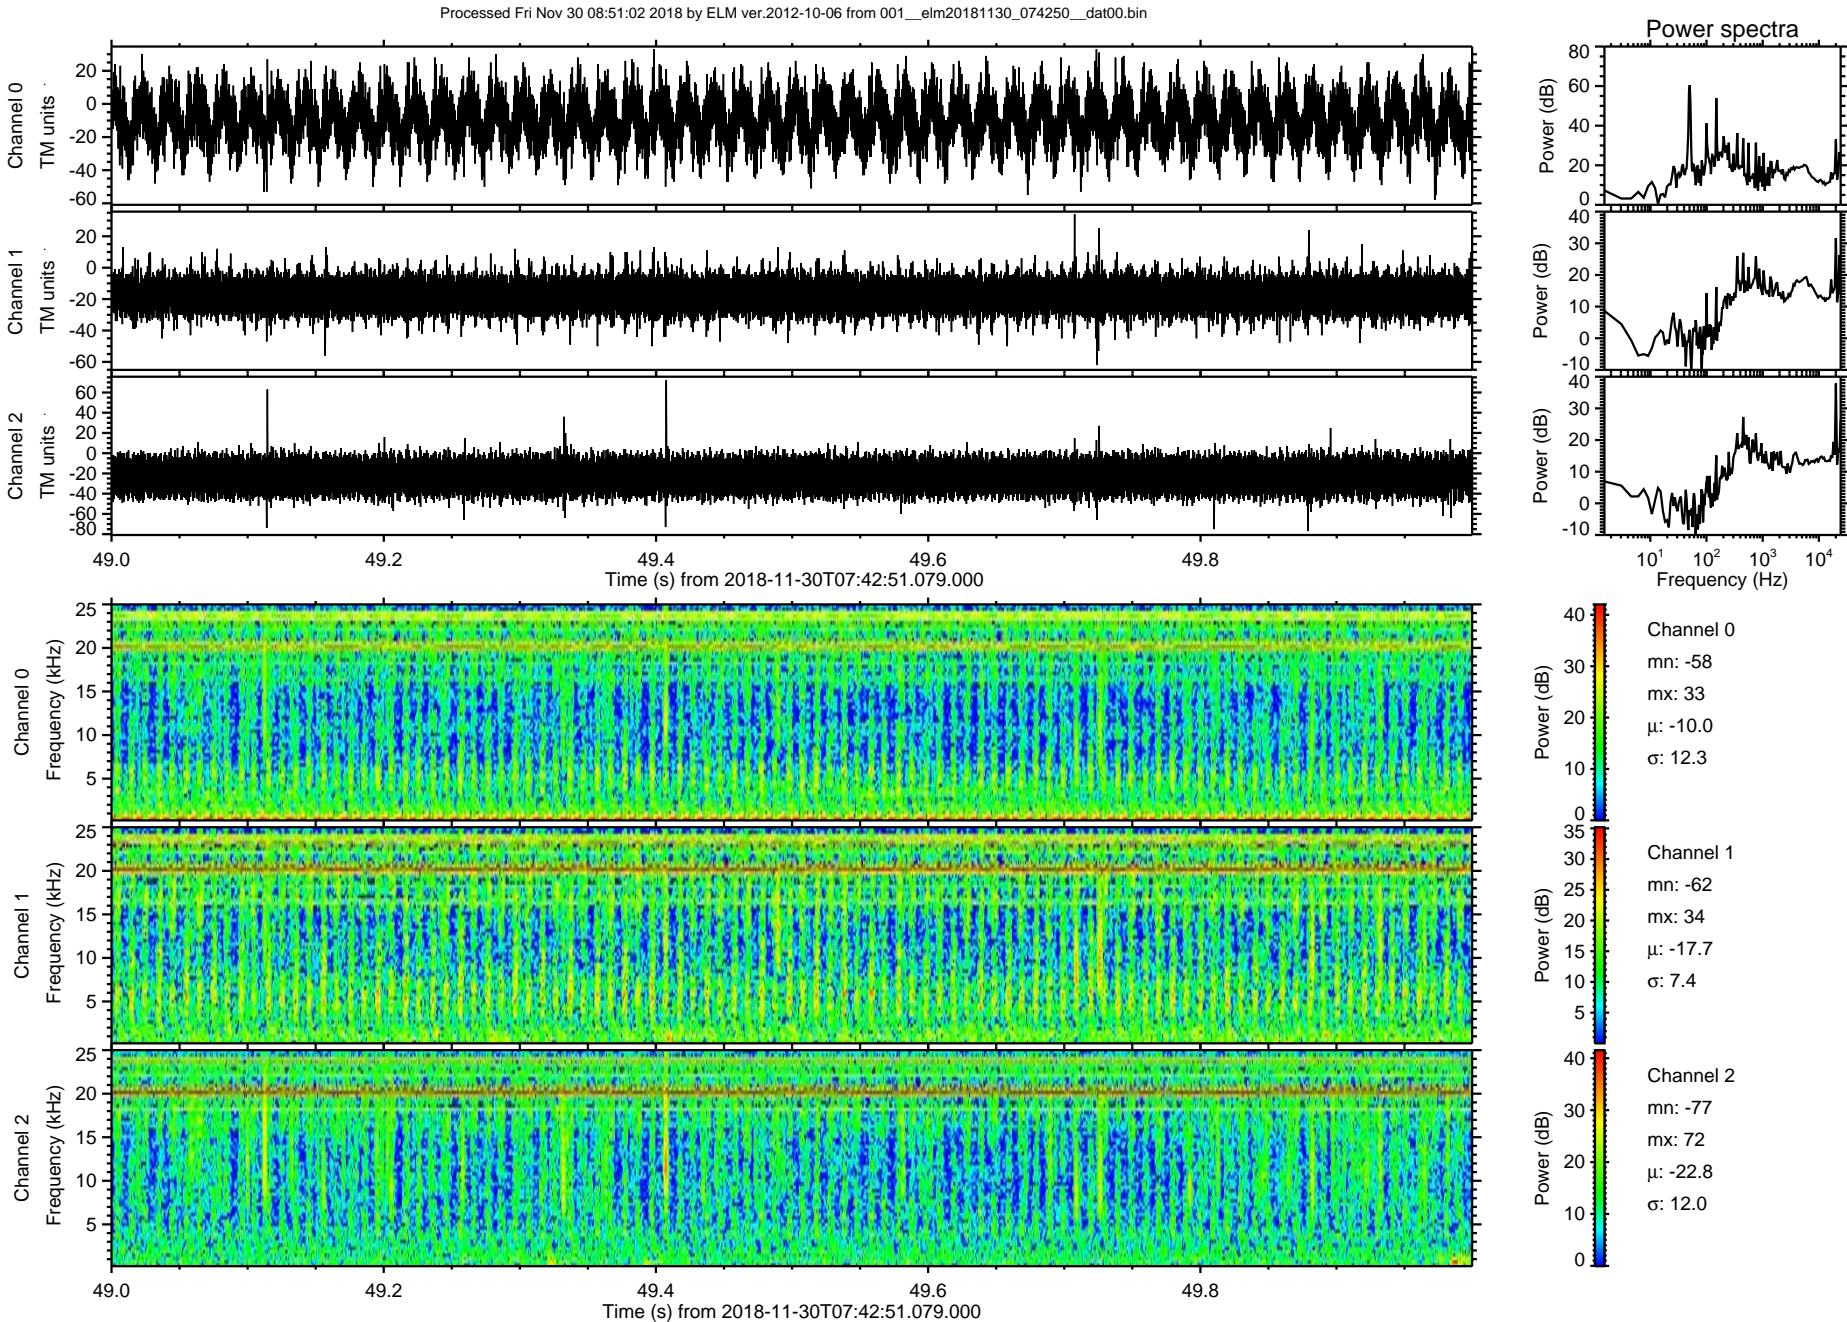 Processed Fri Nov 30 08:51:02 2018 by ELM ver.2012-10-06 from 001__elm20181130_074250__dat00.bin
Power spectra
Channel 0
TM units
20
0
-20
-40
-60
Power (dB)
80
60
40
20
0
Channel 1
TM units
20
0
-20
-40
-60
Power (dB)
40
30
20
10
0
-10
Channel 2
TM units
60
40
20
0
-20
-40
-60
-80
Power (dB)
40
30
20
10
0
-10
49.0 49.2 49.4 49.6 49.8
Time (s) from 2018-11-30T07:42:51.079.000
10^1 10^2 10^3 10^4
Frequency (Hz)
Channel 0
Frequency (kHz)
25
20
15
10
5
Power (dB)
40
30
20
10
0
Channel 0
mn: -58
mx: 33
μ: -10.0
σ: 12.3
Channel 1
Frequency (kHz)
25
20
15
10
5
Power (dB)
35
30
25
20
15
10
5
Channel 1
mn: -62
mx: 34
μ: -17.7
σ: 7.4
Channel 2
Frequency (kHz)
25
20
15
10
5
Power (dB)
40
30
20
10
0
Channel 2
mn: -77
mx: 72
μ: -22.8
σ: 12.0
49.0 49.2 49.4 49.6 49.8
Time (s) from 2018-11-30T07:42:51.079.000